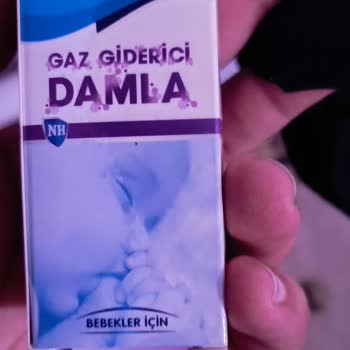 GAZ GİDERİCİ
DAMLA
NH
BEBEKLER İÇİN